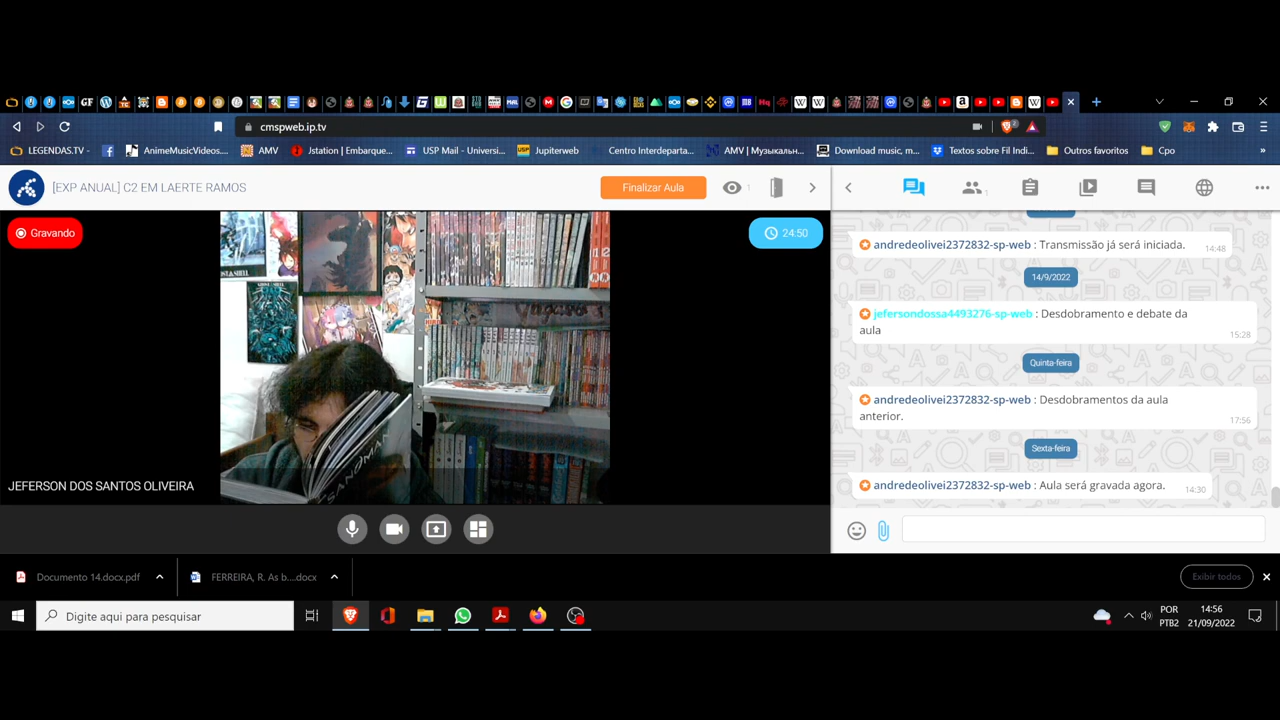 cmspweb.ip.tv
2
LEGENDAS.TV -
AnimeMusicVideos....
AMV
Jstation | Embarque...
USP Mail - Universi...
Jupiterweb
Centro Interdeparta...
AMV | Музыкальн...
Download music, m...
Textos sobre Fil Indi...
Outros favoritos
Cpo
»
[EXP ANUAL] C2 EM LAERTE RAMOS
Finalizar Aula
1
1
Gravando
24:50
andredeolivei2372832-sp-web : Transmissão já será iniciada.
14:48
14/9/2022
jefersondossa4493276-sp-web : Desdobramento e debate da
aula
15:28
Quinta-feira
andredeolivei2372832-sp-web : Desdobramentos da aula
anterior.
17:56
Sexta-feira
andredeolivei2372832-sp-web : Aula será gravada agora.
14:30
SANDMAN
JEFERSON DOS SANTOS OLIVEIRA
Documento 14.docx.pdf
FERREIRA, R. As b....docx
Exibir todos
Digite aqui para pesquisar
POR
PTB2
14:56
21/09/2022